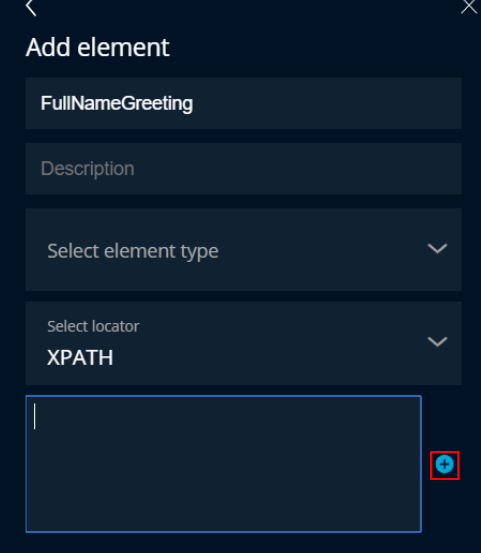 Add element
FullNameGreeting
Description
Select element type
Select locator
XPATH